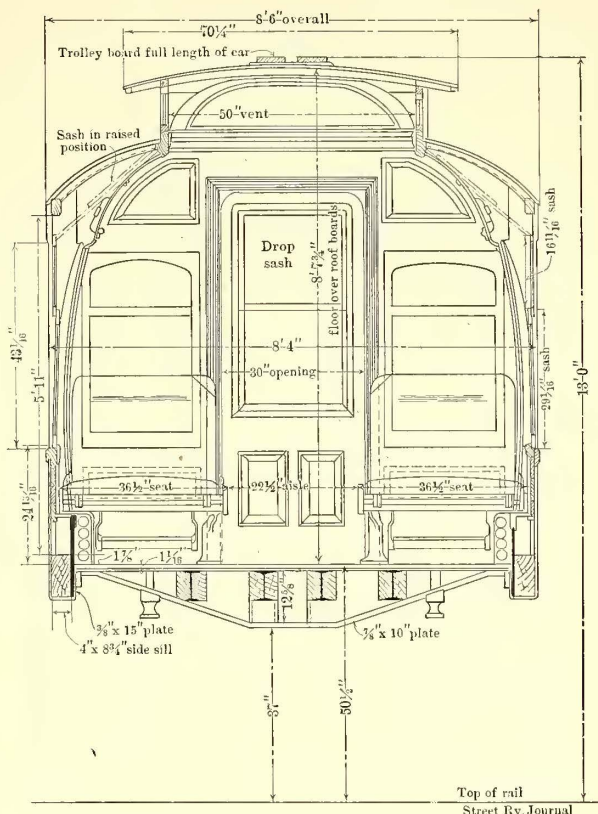 8'6" overall
70¼"
Trolley board full length of car
50" vent
Sash in raised
position
16 11/16" sash
Drop
sash
8'-7¾"
floor over roof boards
8'4"
30" opening
43 1/16"
5'-11"
29 1/16" sash
13'-0"
24 15/16"
36½" seat
22½" aisle
36½" seat
1⅞"
1 1/16"
12⅝"
⅜" x 15" plate
4" x 8¾" side sill
⅞" x 10" plate
37"
50½"
Top of rail
Street Ry. Journal